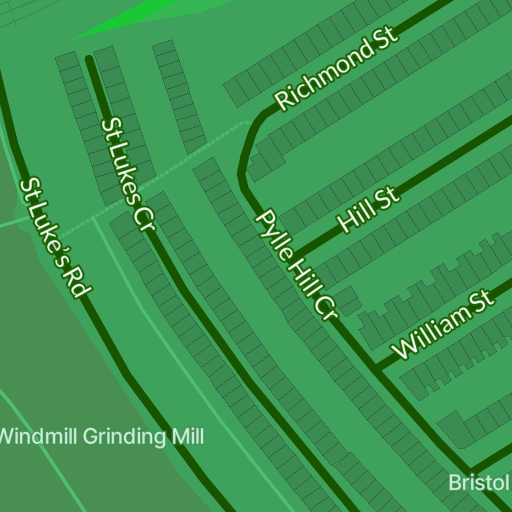 Richmond St
St Lukes Cr
St Luke's Rd
Hill St
Pylle Hill Cr
William St
Windmill Grinding Mill
Bristol